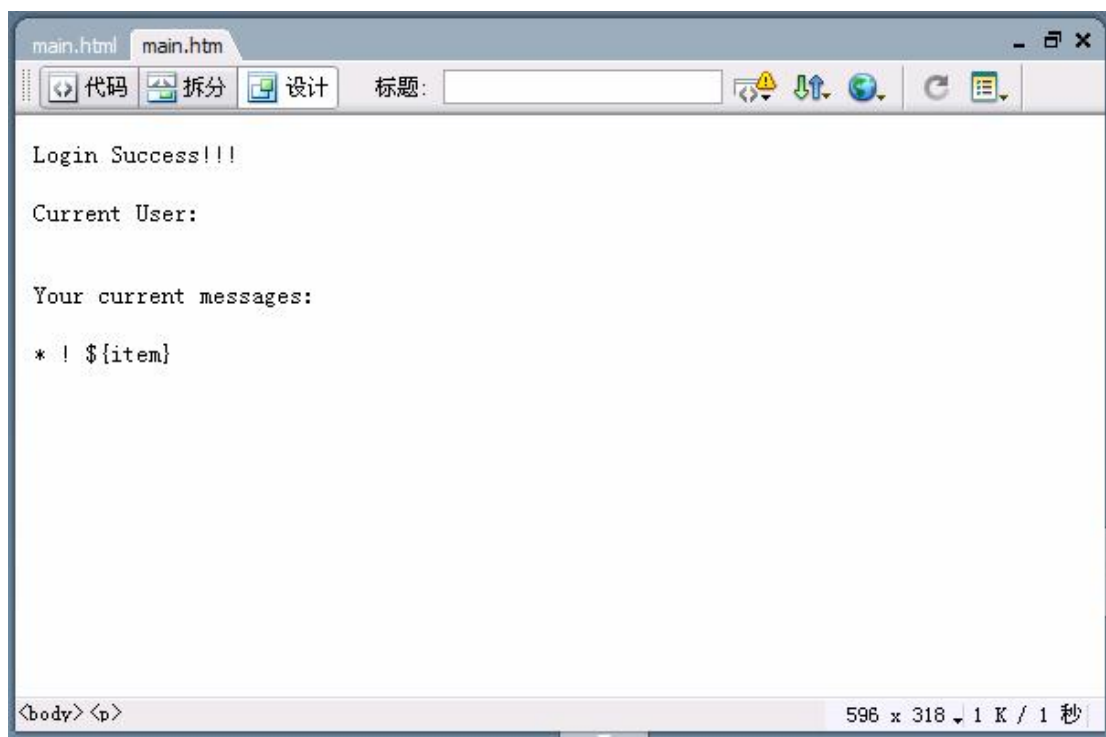 main.html main.htm
代码 拆分 设计 标题:
Login Success!!!
Current User:
Your current messages:
* ! ${item}
<body> <p> 596 x 318 1 K / 1 秒